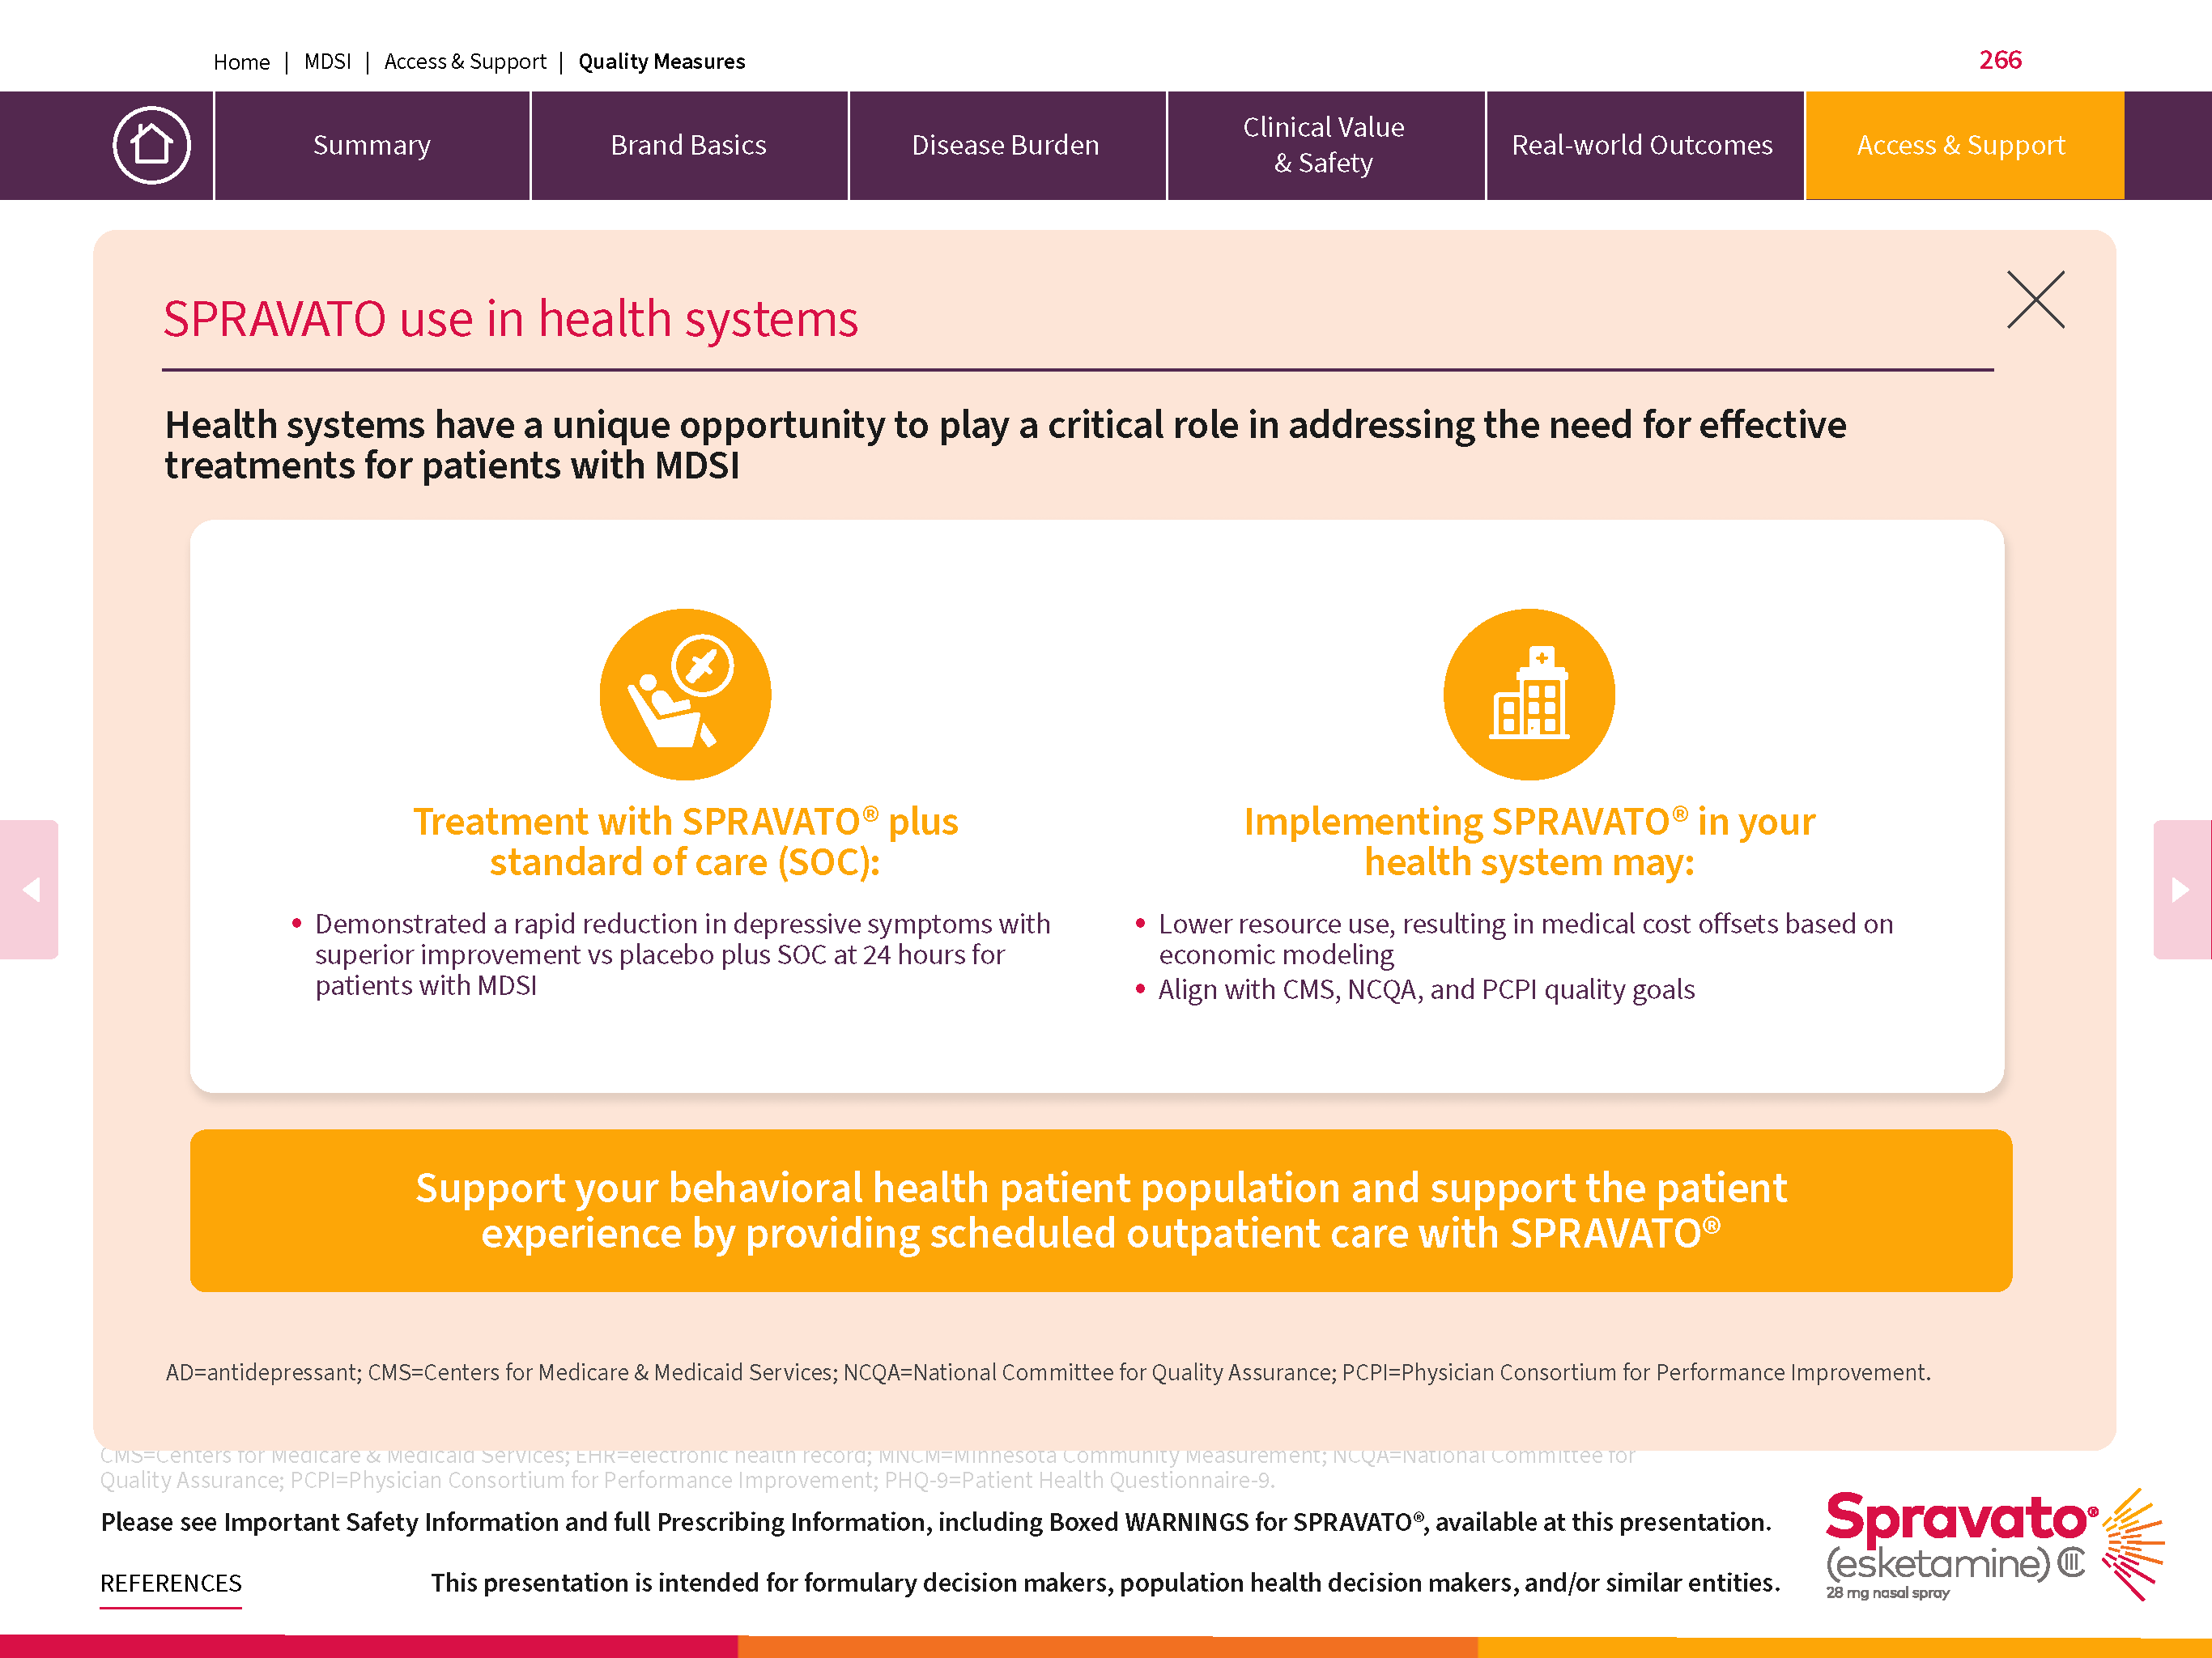 Home | MDSI | Access & Support | Quality Measures
266
Summary
Brand Basics
Disease Burden
Clinical Value
& Safety
Real-world Outcomes
Access & Support
SPRAVATO use in health systems
Health systems have a unique opportunity to play a critical role in addressing the need for effective
treatments for patients with MDSI
Treatment with SPRAVATO® plus
standard of care (SOC):
• Demonstrated a rapid reduction in depressive symptoms with
superior improvement vs placebo plus SOC at 24 hours for
patients with MDSI
Implementing SPRAVATO® in your
health system may:
• Lower resource use, resulting in medical cost offsets based on
economic modeling
• Align with CMS, NCQA, and PCPI quality goals
Support your behavioral health patient population and support the patient
experience by providing scheduled outpatient care with SPRAVATO®
AD=antidepressant; CMS=Centers for Medicare & Medicaid Services; NCQA=National Committee for Quality Assurance; PCPI=Physician Consortium for Performance Improvement.
CMS=Centers for Medicare & Medicaid Services; EHR=electronic health record; MNCM=Minnesota Community Measurement; NCQA=National Committee for
Quality Assurance; PCPI=Physician Consortium for Performance Improvement; PHQ-9=Patient Health Questionnaire-9.
Please see Important Safety Information and full Prescribing Information, including Boxed WARNINGS for SPRAVATO®, available at this presentation.
REFERENCES
This presentation is intended for formulary decision makers, population health decision makers, and/or similar entities.
Spravato®
(esketamine) CIII
28 mg nasal spray